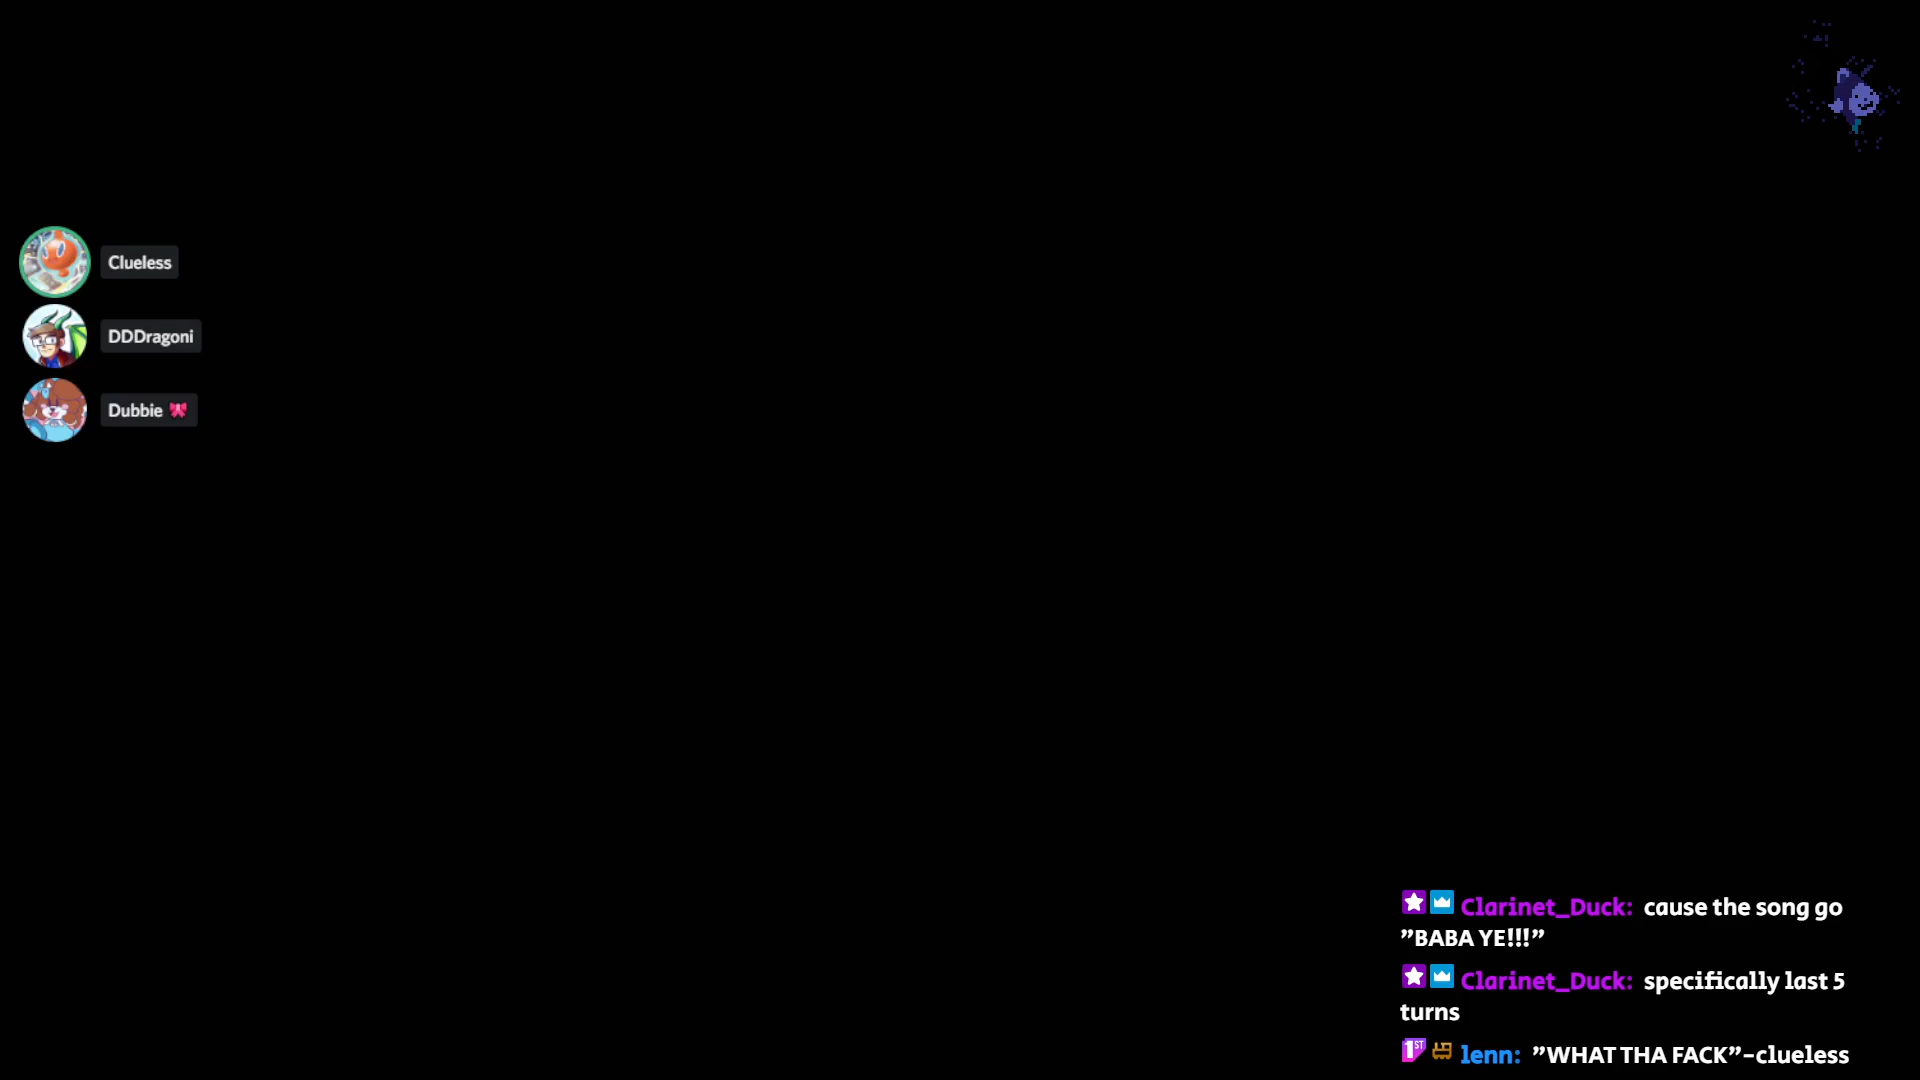 Clueless
DDDragoni
Dubbie 🎀
Clarinet_Duck: cause the song go
"BABA YE!!!"
Clarinet_Duck: specifically last 5
turns
1ST lenn: "WHAT THA FACK"-clueless